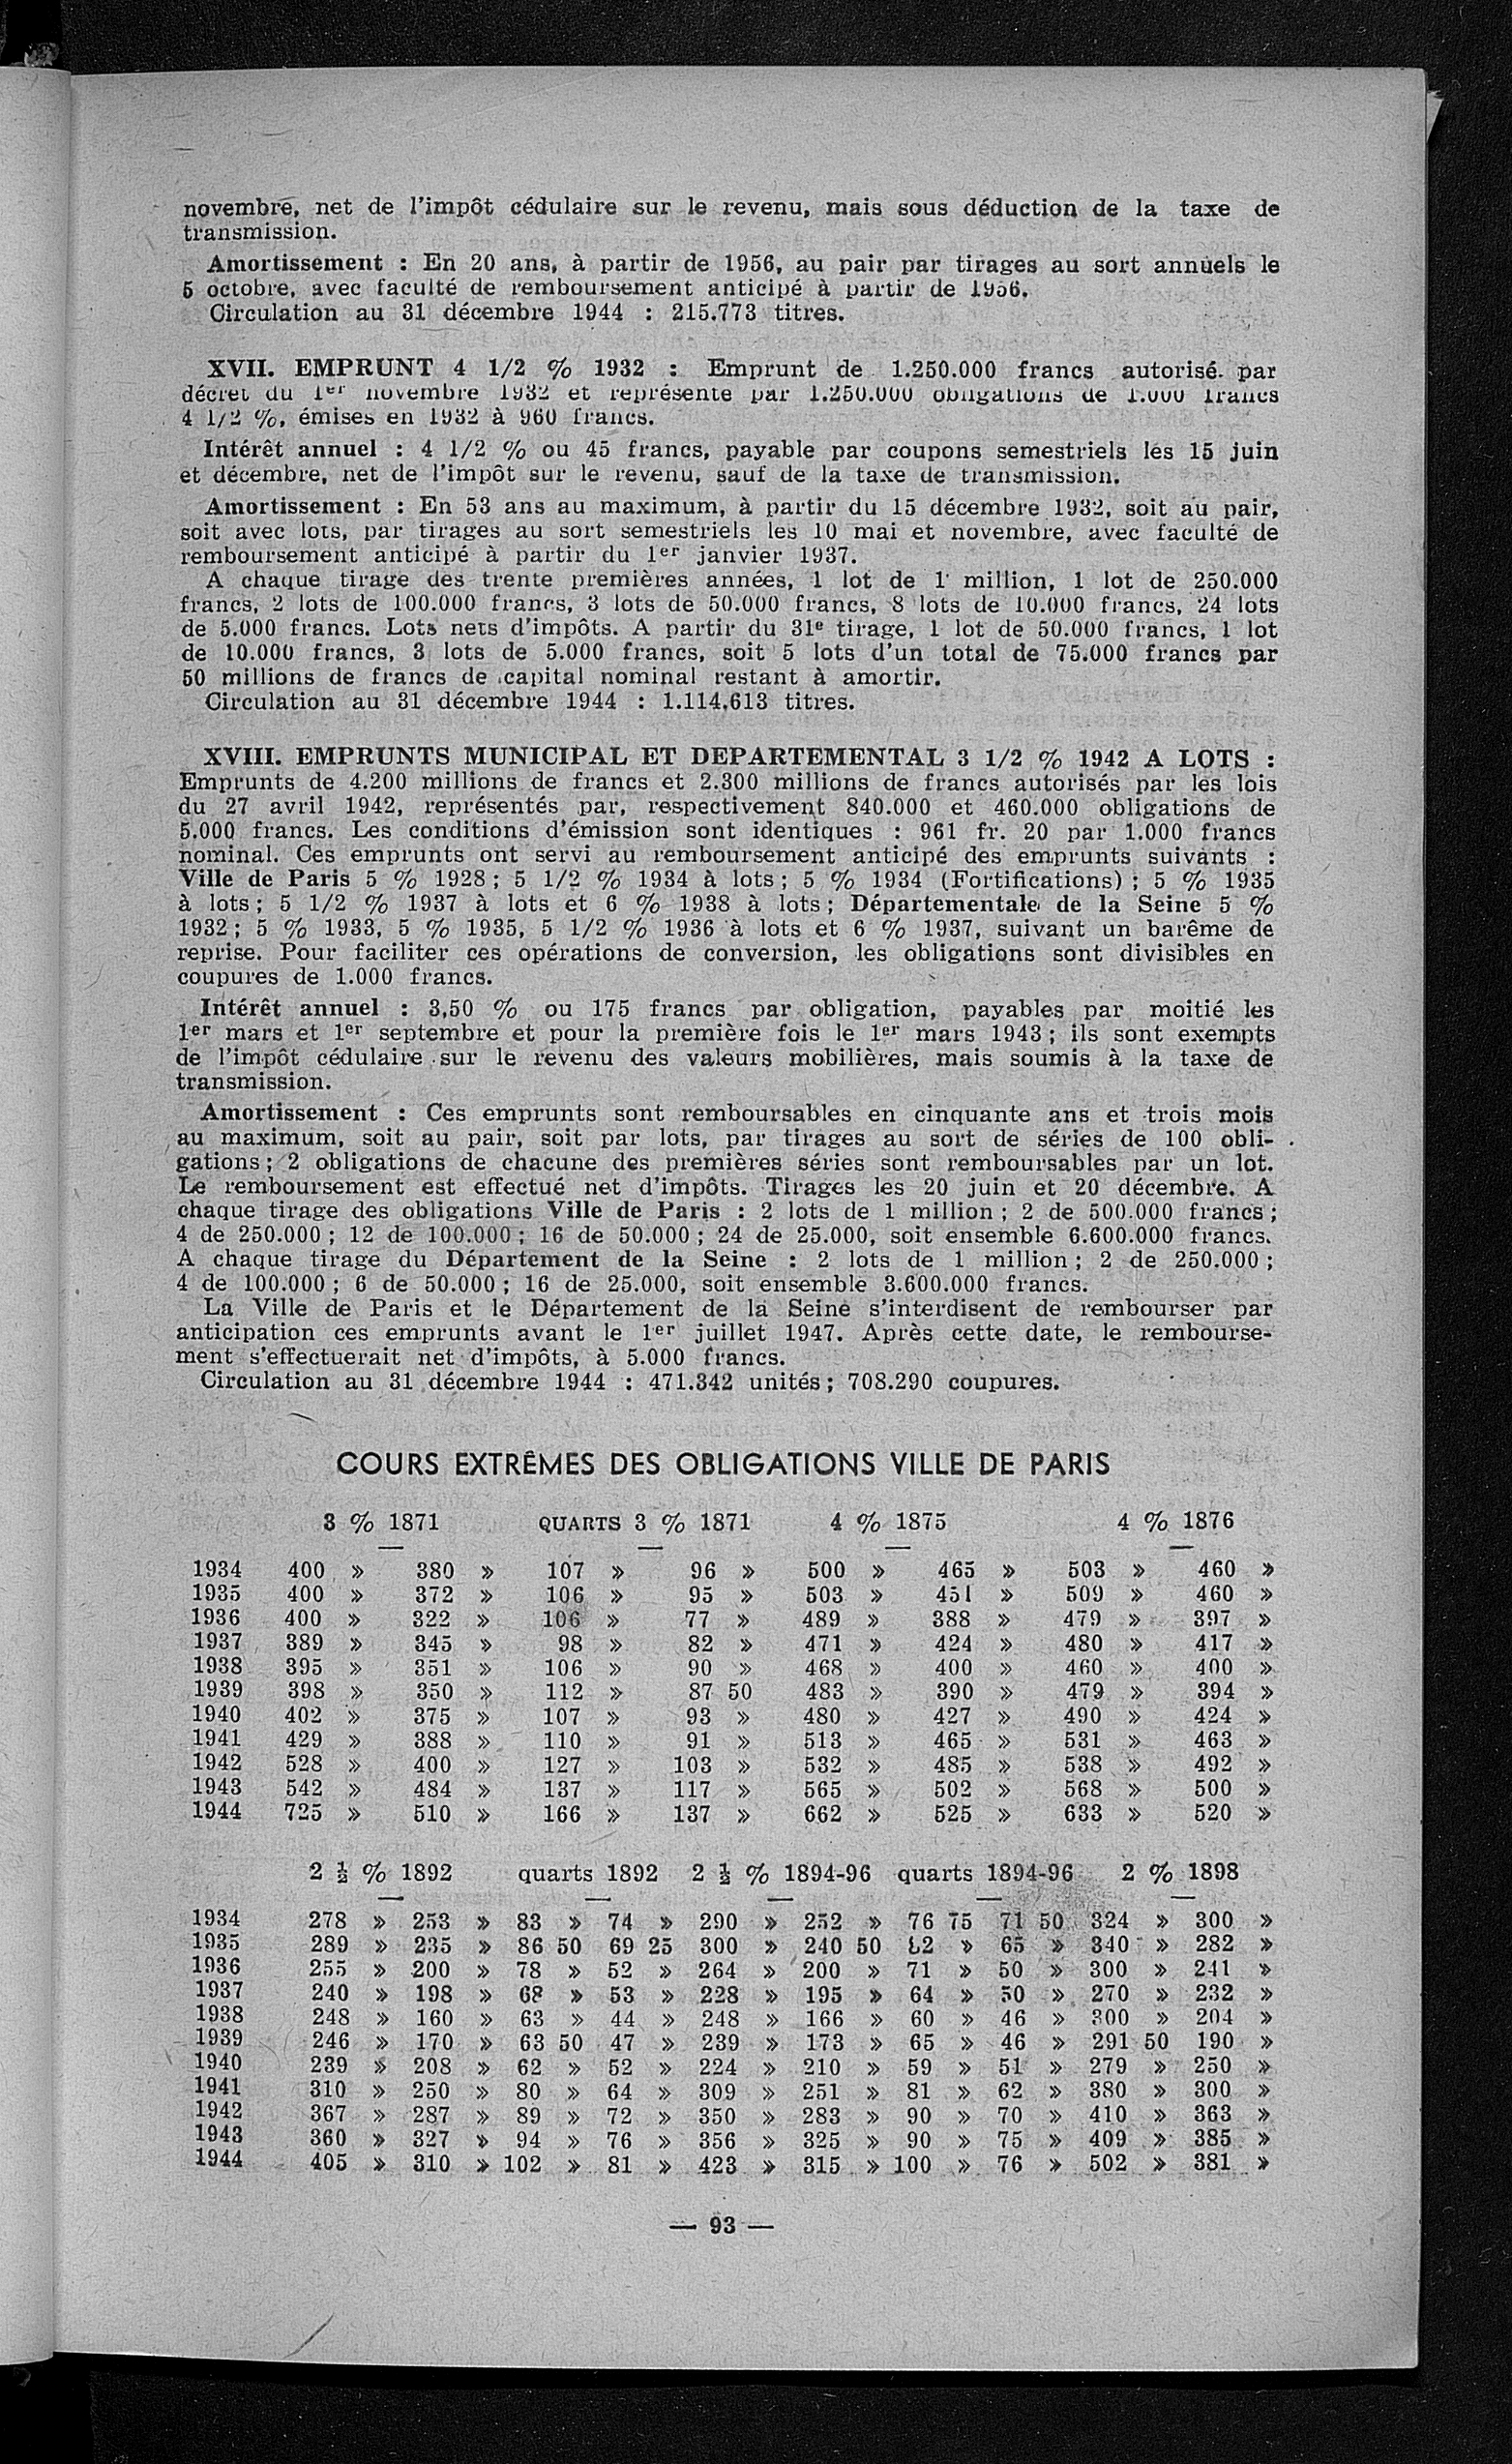 novembre, net de l'impôt cédulaire sur le revenu, mais sous déduction de la taxe de
transmission.
Amortissement : En 20 ans, à partir de 1956, au pair par tirages au sort annuels le
5 octobre, avec faculté de remboursement anticipé à partir de 1956.
Circulation au 31 décembre 1944 : 215.773 titres.
XVII. EMPRUNT 4 1/2 % 1932 : Emprunt de 1.250.000 francs autorisé par
décret du 1er novembre 1932 et représente par 1.250.000 obligations de 1.000 francs
4 1/2 %, émises en 1932 à 960 francs.
Intérêt annuel : 4 1/2 % ou 45 francs, payable par coupons semestriels les 15 juin
et décembre, net de l'impôt sur le revenu, sauf de la taxe de transmission.
Amortissement : En 53 ans au maximum, à partir du 15 décembre 1932, soit au pair,
soit avec lots, par tirages au sort semestriels les 10 mai et novembre, avec faculté de
remboursement anticipé à partir du 1er janvier 1937.
A chaque tirage des trente premières années, 1 lot de 1 million, 1 lot de 250.000
francs, 2 lots de 100.000 francs, 3 lots de 50.000 francs, 8 lots de 10.000 francs, 24 lots
de 5.000 francs. Lots nets d'impôts. A partir du 31e tirage, 1 lot de 50.000 francs, 1 lot
de 10.000 francs, 3 lots de 5.000 francs, soit 5 lots d'un total de 75.000 francs par
50 millions de francs de capital nominal restant à amortir.
Circulation au 31 décembre 1944 : 1.114.613 titres.
XVIII. EMPRUNTS MUNICIPAL ET DEPARTEMENTAL 3 1/2 % 1942 A LOTS :
Emprunts de 4.200 millions de francs et 2.300 millions de francs autorisés par les lois
du 27 avril 1942, représentés par, respectivement 840.000 et 460.000 obligations de
5.000 francs. Les conditions d'émission sont identiques : 961 fr. 20 par 1.000 francs
nominal. Ces emprunts ont servi au remboursement anticipé des emprunts suivants :
Ville de Paris 5 % 1928 ; 5 1/2 % 1934 à lots ; 5 % 1934 (Fortifications) ; 5 % 1935
à lots ; 5 1/2 % 1937 à lots et 6 % 1938 à lots ; Départementale de la Seine 5 %
1932 ; 5 % 1933, 5 % 1935, 5 1/2 % 1936 à lots et 6 % 1937, suivant un barême de
reprise. Pour faciliter ces opérations de conversion, les obligations sont divisibles en
coupures de 1.000 francs.
Intérêt annuel : 3,50 % ou 175 francs par obligation, payables par moitié les
1er mars et 1er septembre et pour la première fois le 1er mars 1943 ; ils sont exempts
de l'impôt cédulaire sur le revenu des valeurs mobilières, mais soumis à la taxe de
transmission.
Amortissement : Ces emprunts sont remboursables en cinquante ans et trois mois
au maximum, soit au pair, soit par lots, par tirages au sort de séries de 100 obli-
gations ; 2 obligations de chacune des premières séries sont remboursables par un lot.
Le remboursement est effectué net d'impôts. Tirages les 20 juin et 20 décembre. A
chaque tirage des obligations Ville de Paris : 2 lots de 1 million ; 2 de 500.000 francs ;
4 de 250.000 ; 12 de 100.000 ; 16 de 50.000 ; 24 de 25.000, soit ensemble 6.600.000 francs.
A chaque tirage du Département de la Seine : 2 lots de 1 million ; 2 de 250.000 ;
4 de 100.000 ; 6 de 50.000 ; 16 de 25.000, soit ensemble 3.600.000 francs.
La Ville de Paris et le Département de la Seine s'interdisent de rembourser par
anticipation ces emprunts avant le 1er juillet 1947. Après cette date, le rembourse-
ment s'effectuerait net d'impôts, à 5.000 francs.
Circulation au 31 décembre 1944 : 471.342 unités ; 708.290 coupures.
COURS EXTRÊMES DES OBLIGATIONS VILLE DE PARIS
3 % 1871 QUARTS 3 % 1871 4 % 1875 4 % 1876
1934 400 » 380 » 107 » 96 » 500 » 465 » 503 » 460 »
1935 400 » 372 » 106 » 95 » 503 » 451 » 509 » 460 »
1936 400 » 322 » 106 » 77 » 489 » 388 » 479 » 397 »
1937 389 » 345 » 98 » 82 » 471 » 424 » 480 » 417 »
1938 395 » 351 » 106 » 90 » 468 » 400 » 460 » 400 »
1939 398 » 350 » 112 » 87 50 483 » 390 » 479 » 394 »
1940 402 » 375 » 107 » 93 » 480 » 427 » 490 » 424 »
1941 429 » 388 » 110 » 91 » 513 » 465 » 531 » 463 »
1942 528 » 400 » 127 » 103 » 532 » 485 » 538 » 492 »
1943 542 » 484 » 137 » 117 » 565 » 502 » 568 » 500 »
1944 725 » 510 » 166 » 137 » 662 » 525 » 633 » 520 »
2 ½ % 1892 quarts 1892 2 ½ % 1894-96 quarts 1894-96 2 % 1898
1934 278 » 253 » 83 » 74 » 290 » 252 » 76 75 71 50 324 » 300 »
1935 289 » 235 » 86 50 69 25 300 » 240 50 » 65 » 340 » 282 »
1936 255 » 200 » 78 » 52 » 264 » 200 » 71 » 50 » 300 » 241 »
1937 240 » 198 » 68 » 53 » 228 » 195 » 64 » 50 » 270 » 232 »
1938 248 » 160 » 63 » 44 » 248 » 166 » 60 » 46 » 300 » 204 »
1939 246 » 170 » 63 50 47 » 239 » 173 » 65 » 46 » 291 50 190 »
1940 239 » 208 » 62 » 52 » 224 » 210 » 59 » 51 » 279 » 250 »
1941 310 » 250 » 80 » 64 » 309 » 251 » 81 » 62 » 380 » 300 »
1942 367 » 287 » 89 » 72 » 350 » 283 » 90 » 70 » 410 » 363 »
1943 360 » 327 » 94 » 76 » 356 » 325 » 90 » 75 » 409 » 385 »
1944 405 » 310 » 102 » 81 » 423 » 315 » 100 » 76 » 502 » 381 »
— 93 —